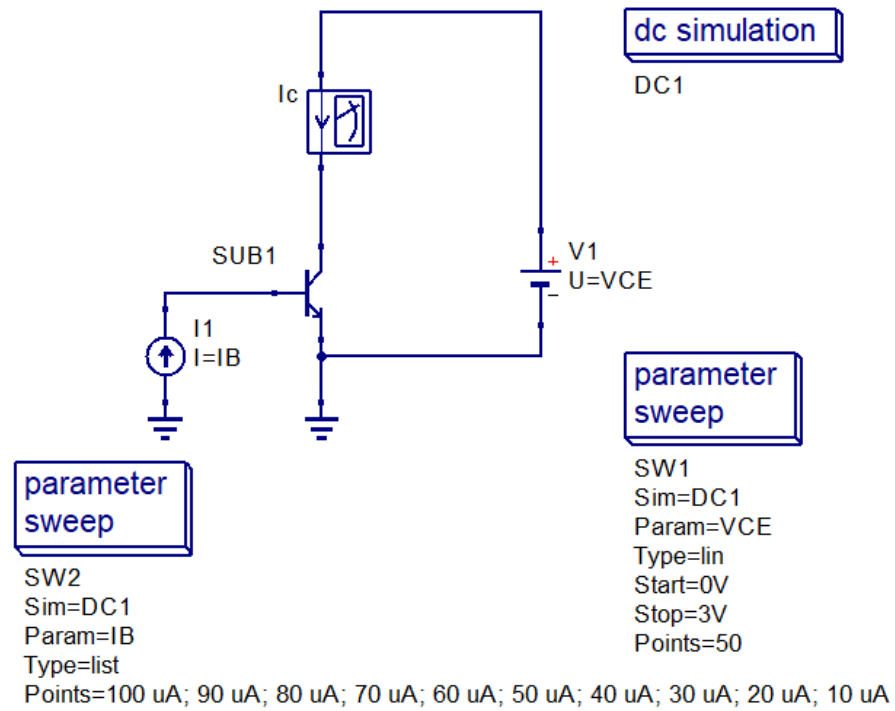 dc simulation
DC1
Ic
SUB1
V1
U=VCE
+
−
I1
I=IB
parameter
sweep
SW1
Sim=DC1
Param=VCE
Type=lin
Start=0V
Stop=3V
Points=50
parameter
sweep
SW2
Sim=DC1
Param=IB
Type=list
Points=100 uA; 90 uA; 80 uA; 70 uA; 60 uA; 50 uA; 40 uA; 30 uA; 20 uA; 10 uA